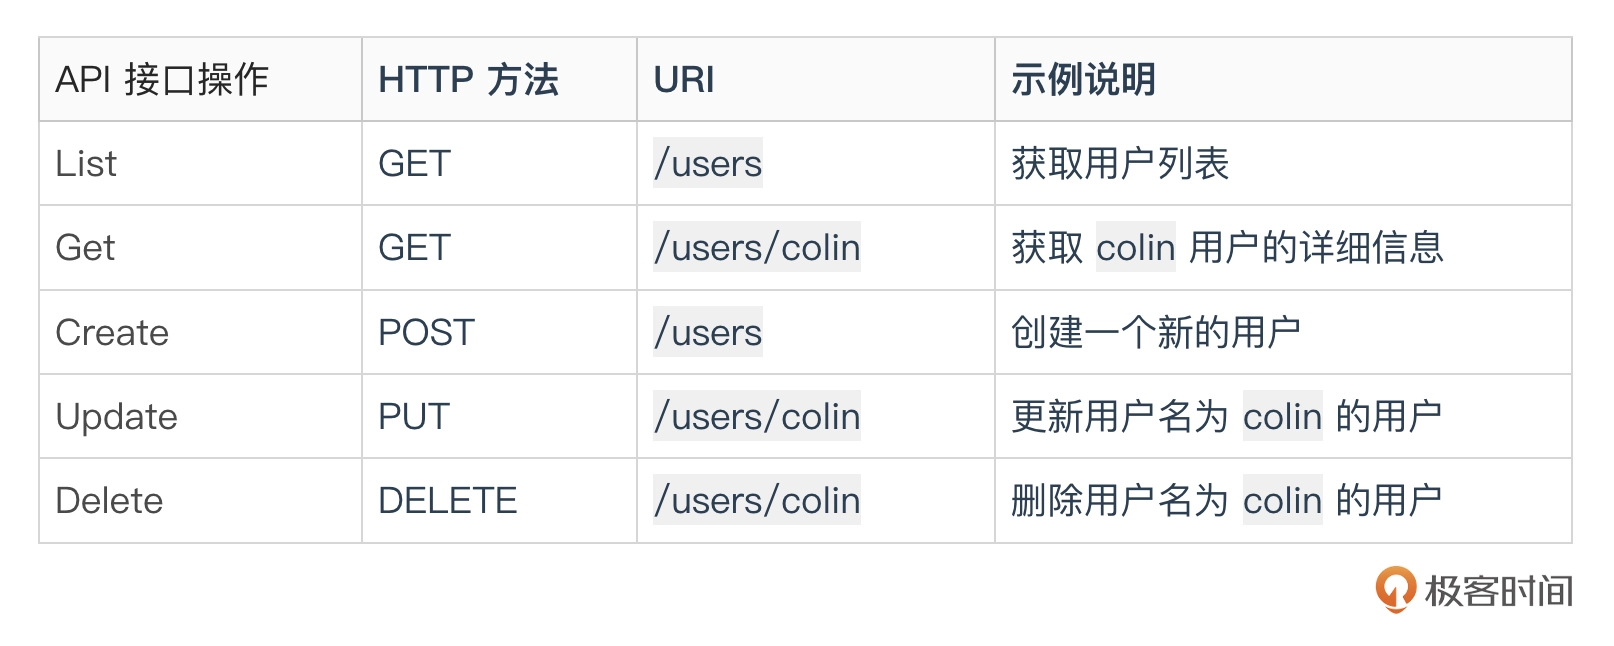 API 接口操作 HTTP 方法 URI 示例说明
List GET /users 获取用户列表
Get GET /users/colin 获取 colin 用户的详细信息
Create POST /users 创建一个新的用户
Update PUT /users/colin 更新用户名为 colin 的用户
Delete DELETE /users/colin 删除用户名为 colin 的用户
极客时间